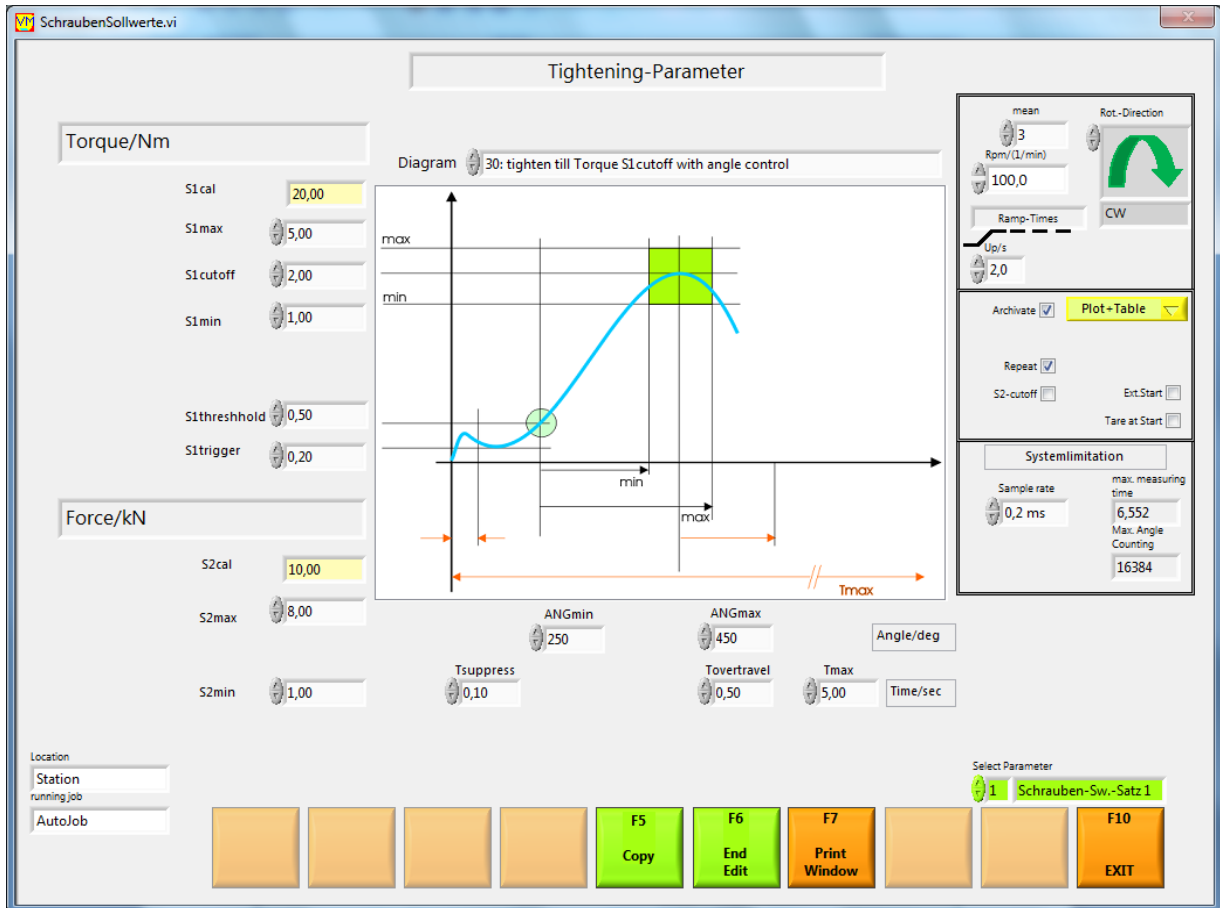 SchraubenSollwerte.vi
Tightening-Parameter
Torque/Nm
S1cal 20,00
S1max 5,00
S1cutoff 2,00
S1min 1,00
S1threshhold 0,50
S1trigger 0,20
Force/kN
S2cal 10,00
S2max 8,00
S2min 1,00
Diagram 30: tighten till Torque S1cutoff with angle control
max
min
min
max
Tmax
ANGmin
250
ANGmax
450
Angle/deg
Tsuppress
0,10
Tovertravel
0,50
Tmax
5,00
Time/sec
mean
3
Rpm/(1/min)
100,0
Rot.-Direction
CW
Ramp-Times
Up/s
2,0
Archivate Plot+Table
Repeat
S2-cutoff Ext.Start
Tare at Start
Systemlimitation
Sample rate
0,2 ms
max. measuring
time
6,552
Max. Angle
Counting
16384
Location
Station
running job
AutoJob
Select Parameter
1 Schrauben-Sw.-Satz 1
F5
Copy
F6
End
Edit
F7
Print
Window
F10
EXIT